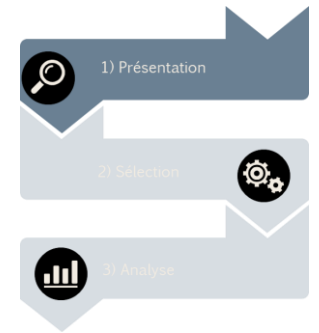 1) Présentation
2) Sélection
3) Analyse